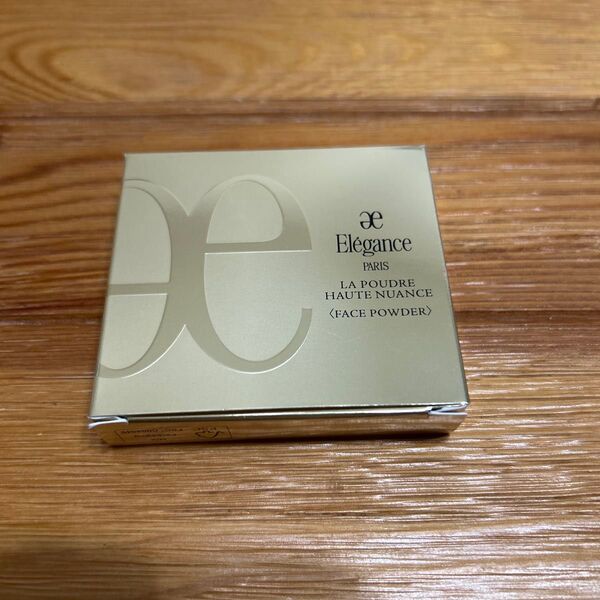 æ
Elégance
PARIS
LA POUDRE
HAUTE NUANCE
〈FACE POWDER〉
æ